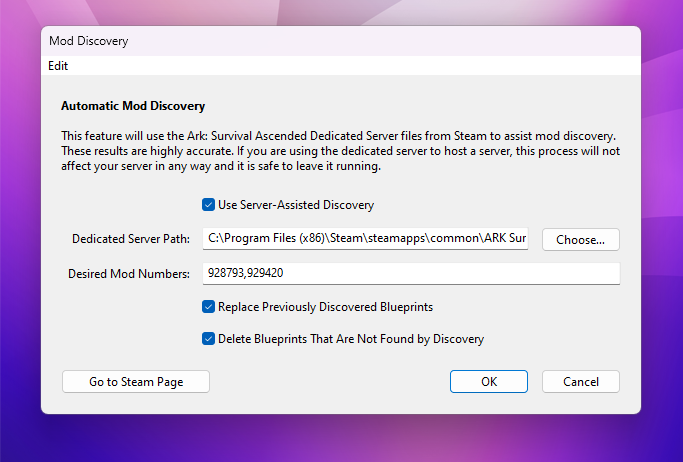 Mod Discovery
Edit
Automatic Mod Discovery
This feature will use the Ark: Survival Ascended Dedicated Server files from Steam to assist mod discovery.
These results are highly accurate. If you are using the dedicated server to host a server, this process will not
affect your server in any way and it is safe to leave it running.
Use Server-Assisted Discovery
Dedicated Server Path: C:\Program Files (x86)\Steam\steamapps\common\ARK Sur Choose...
Desired Mod Numbers: 928793,929420
Replace Previously Discovered Blueprints
Delete Blueprints That Are Not Found by Discovery
Go to Steam Page OK Cancel